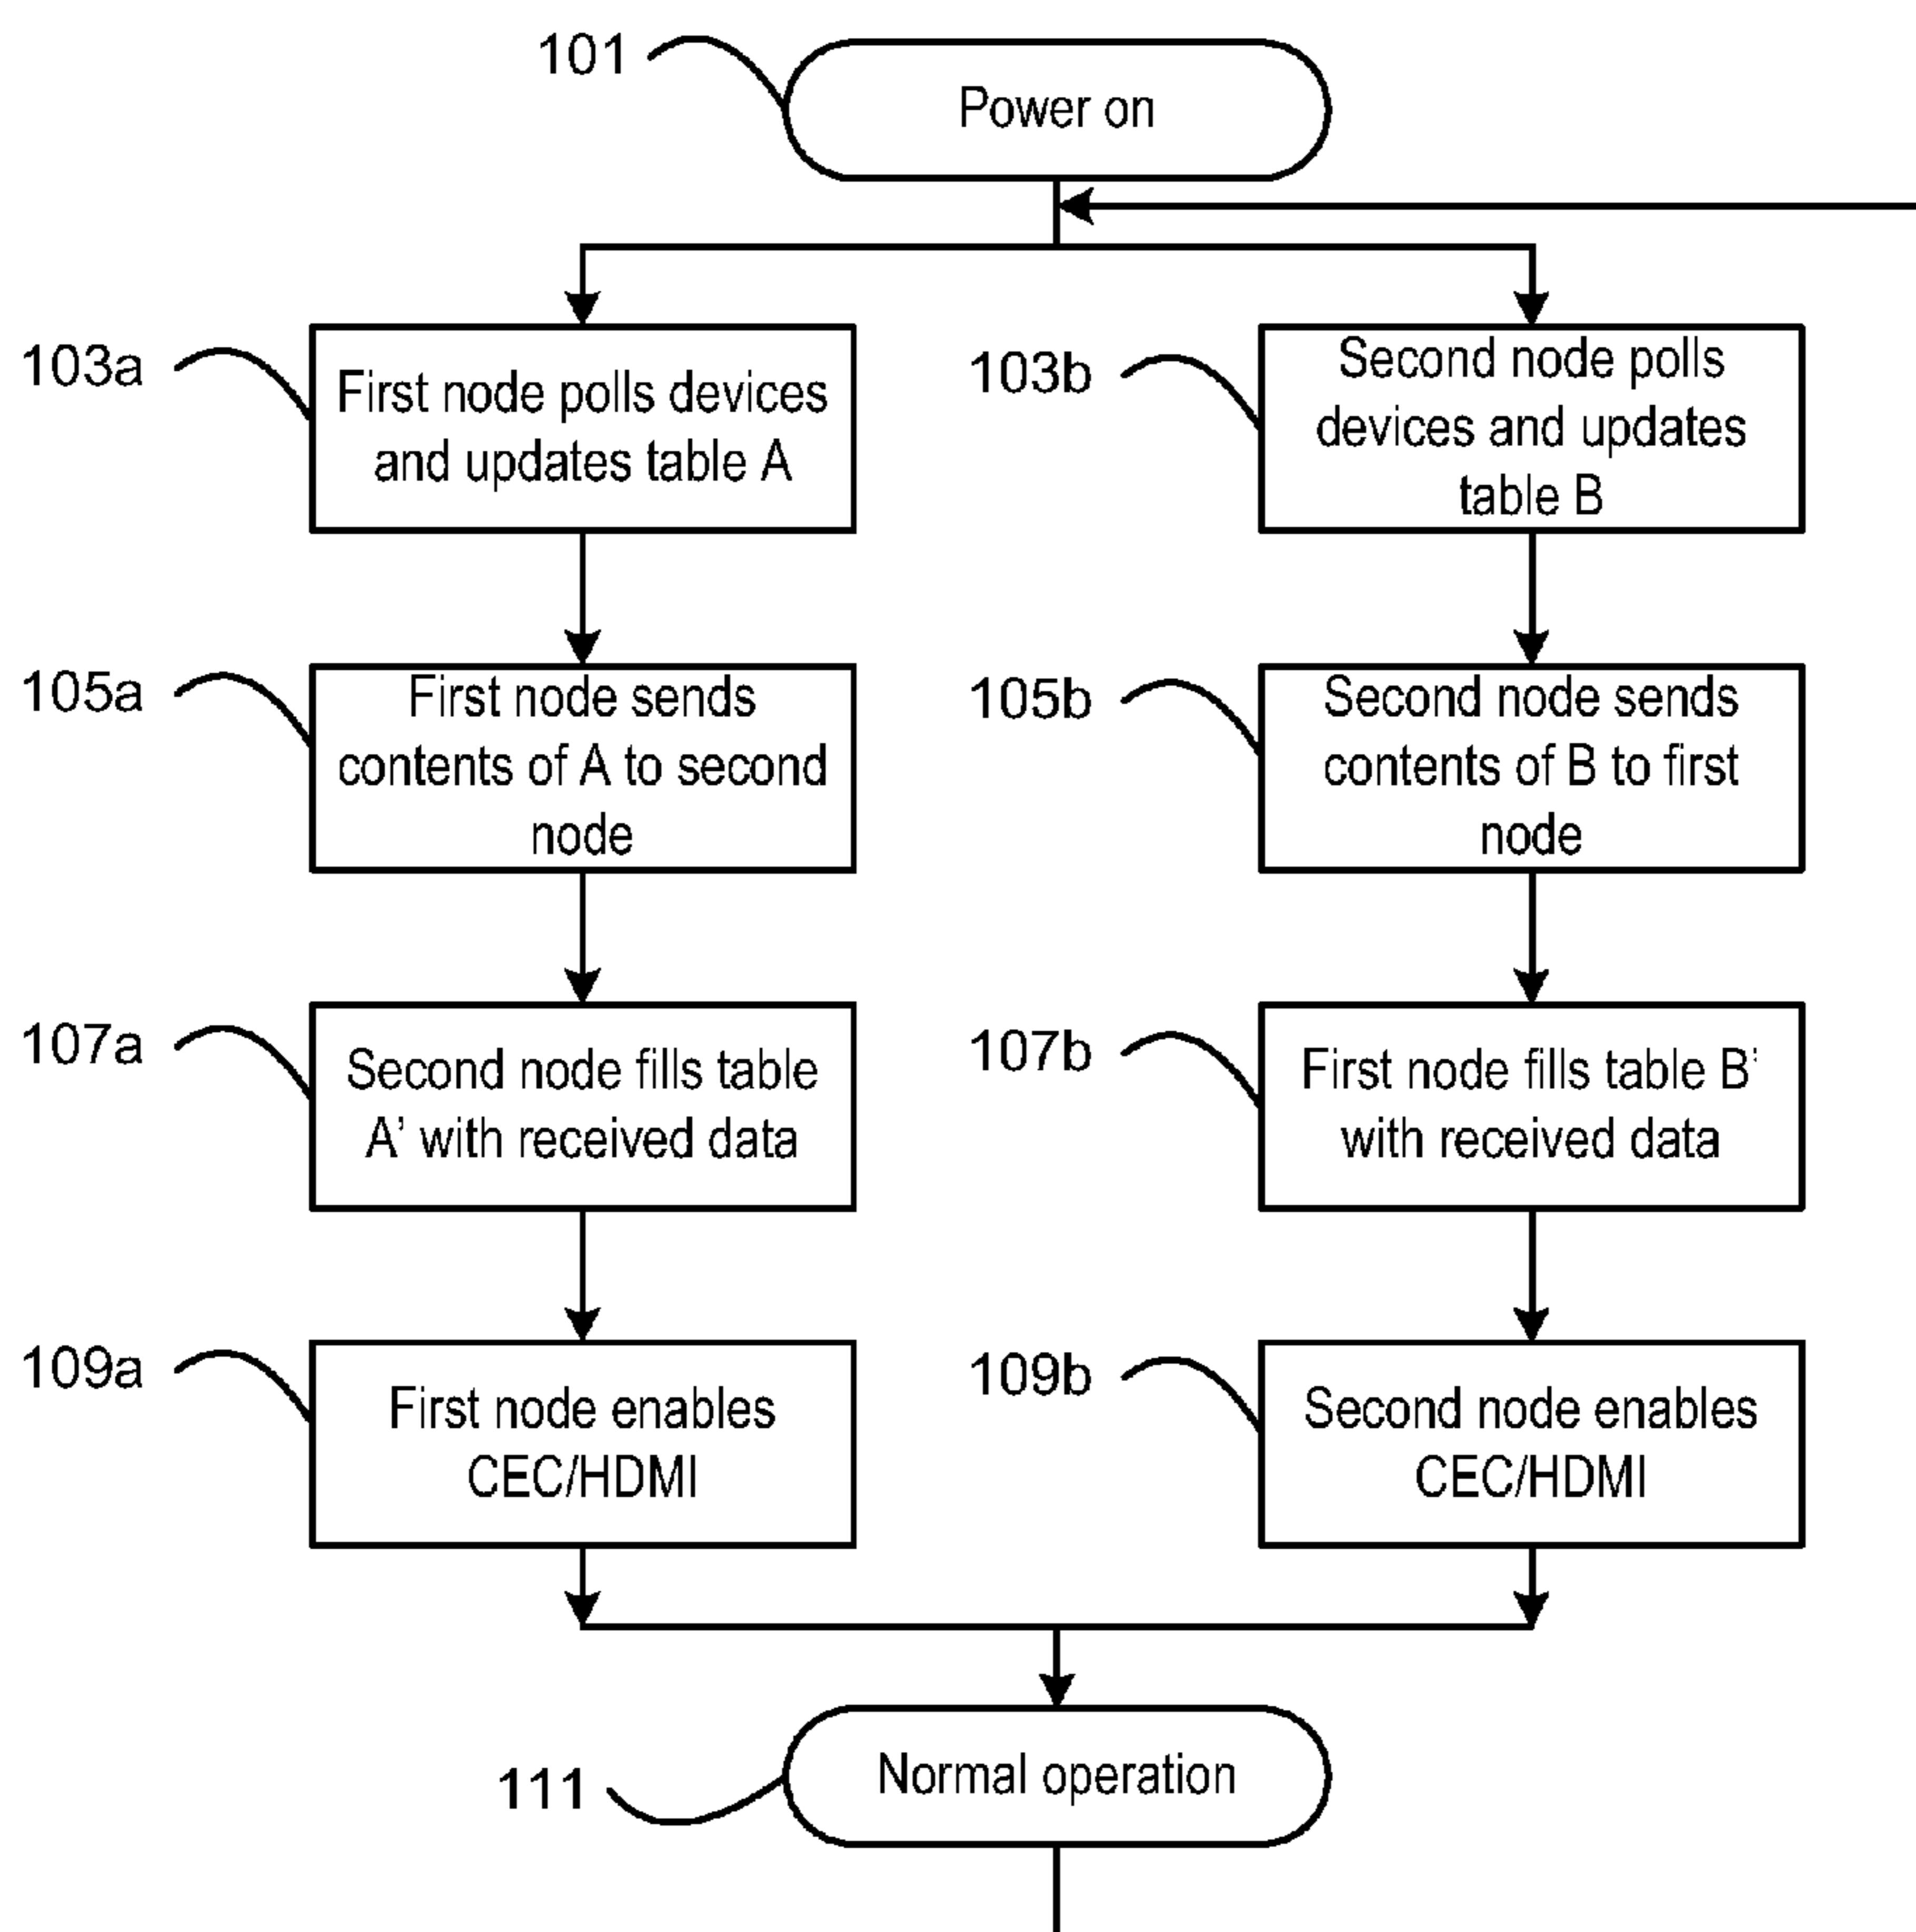 101
Power on
103a
First node polls devices
and updates table A
103b
Second node polls
devices and updates
table B
105a
First node sends
contents of A to second
node
105b
Second node sends
contents of B to first
node
107a
Second node fills table
A' with received data
107b
First node fills table B'
with received data
109a
First node enables
CEC/HDMI
109b
Second node enables
CEC/HDMI
111
Normal operation